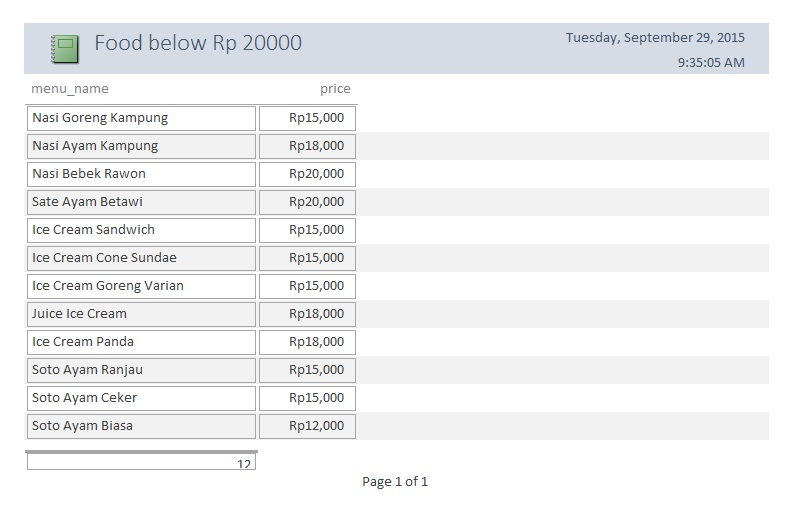 Food below Rp 20000
Tuesday, September 29, 2015
9:35:05 AM
menu_name price
Nasi Goreng Kampung Rp15,000
Nasi Ayam Kampung Rp18,000
Nasi Bebek Rawon Rp20,000
Sate Ayam Betawi Rp20,000
Ice Cream Sandwich Rp15,000
Ice Cream Cone Sundae Rp15,000
Ice Cream Goreng Varian Rp15,000
Juice Ice Cream Rp18,000
Ice Cream Panda Rp18,000
Soto Ayam Ranjau Rp15,000
Soto Ayam Ceker Rp15,000
Soto Ayam Biasa Rp12,000
12
Page 1 of 1